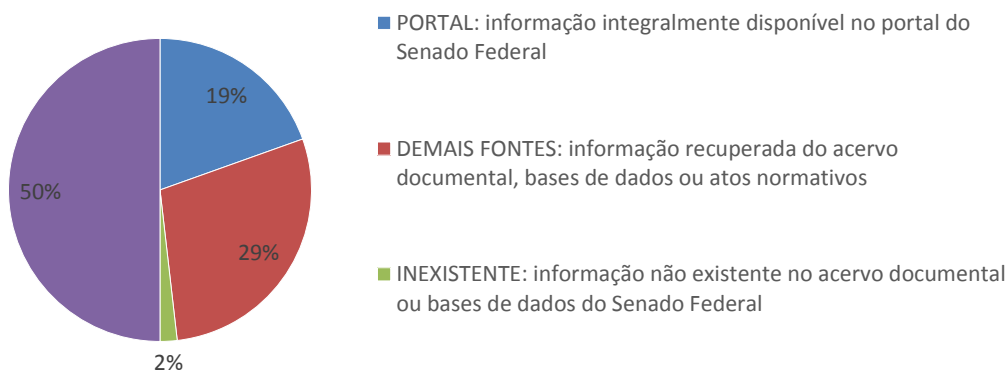 PORTAL: informação integralmente disponível no portal do
Senado Federal
19%
DEMAIS FONTES: informação recuperada do acervo
documental, bases de dados ou atos normativos
50%
29%
INEXISTENTE: informação não existente no acervo documental
ou bases de dados do Senado Federal
2%